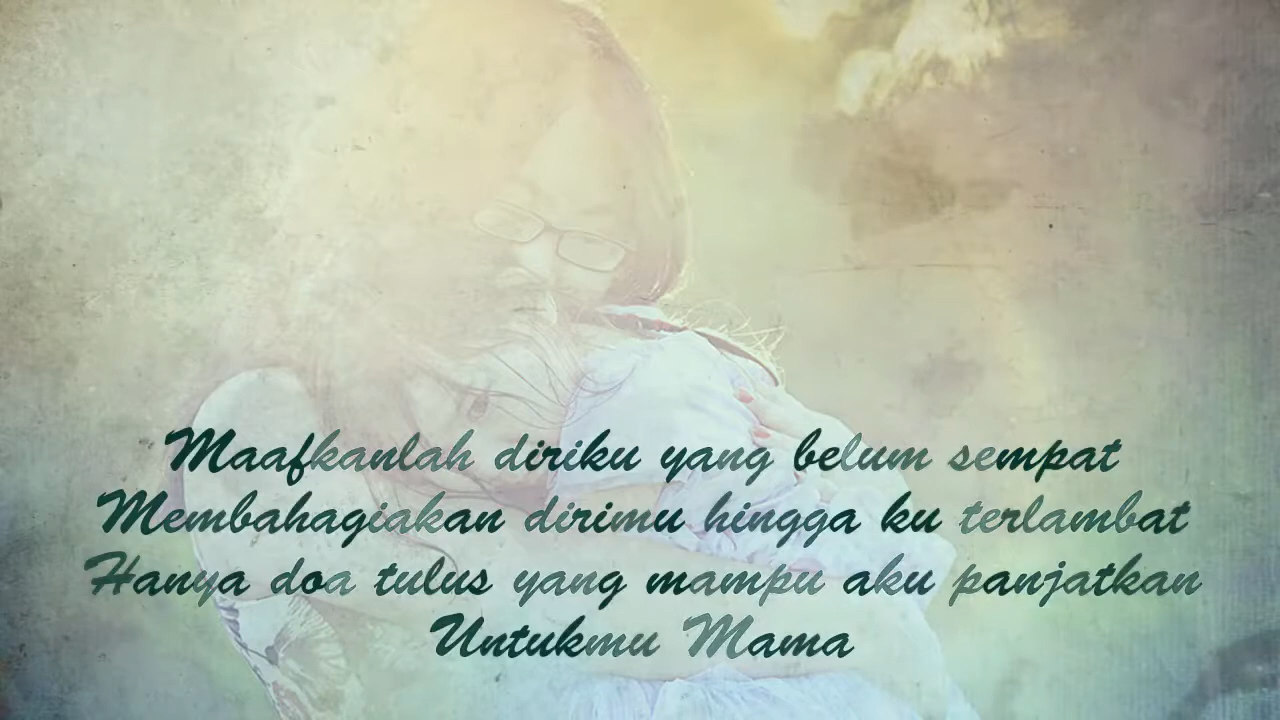 Maafkanlah diriku yang belum sempat
Membahagiakan dirimu hingga ku terlambat
Hanya doa tulus yang mampu aku panjatkan
Untukmu Mama